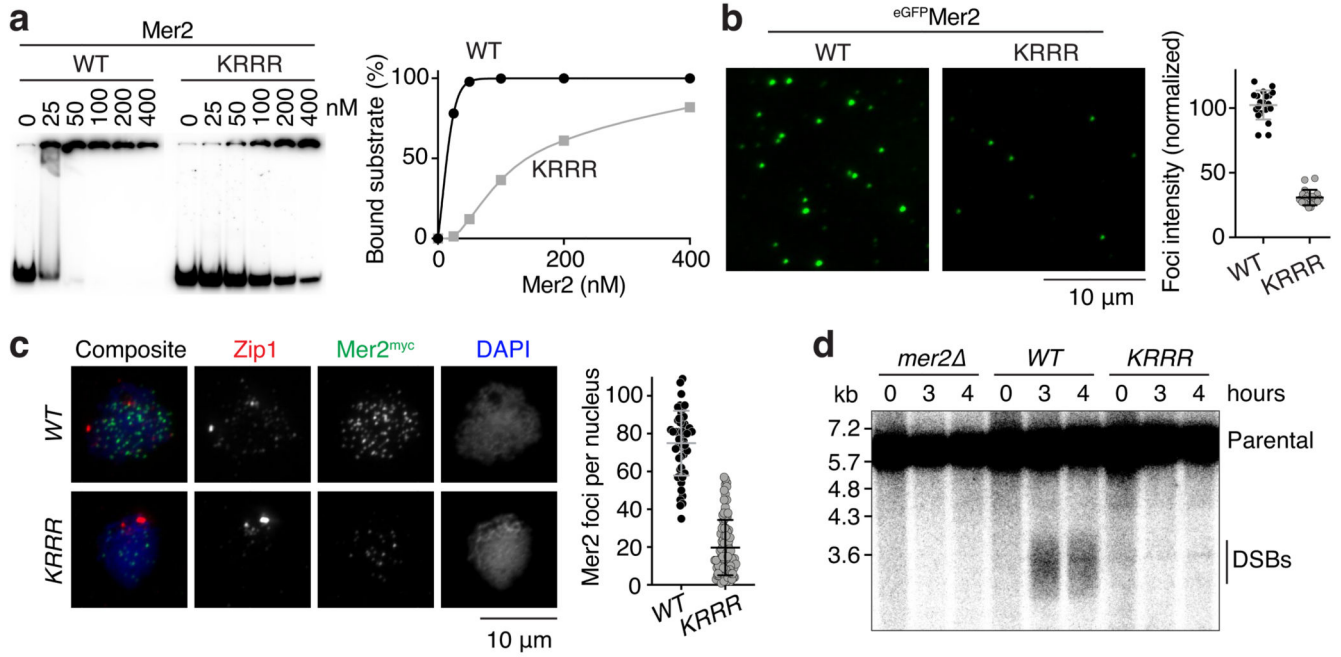 a
Mer2
WT KRRR
0 25 50 100 200 400 0 25 50 100 200 400 nM
Bound substrate (%)
100
50
0
WT
KRRR
0 200 400
Mer2 (nM)
b
eGFPMer2
WT KRRR
10 μm
Foci intensity (normalized)
100
50
0
WT KRRR
c
Composite Zip1 Mer2myc DAPI
WT
KRRR
10 μm
Mer2 foci per nucleus
100
80
60
40
20
0
WT KRRR
d
mer2Δ WT KRRR
kb 0 3 4 0 3 4 0 3 4 hours
7.2
Parental
5.7
4.8
4.3
3.6
DSBs